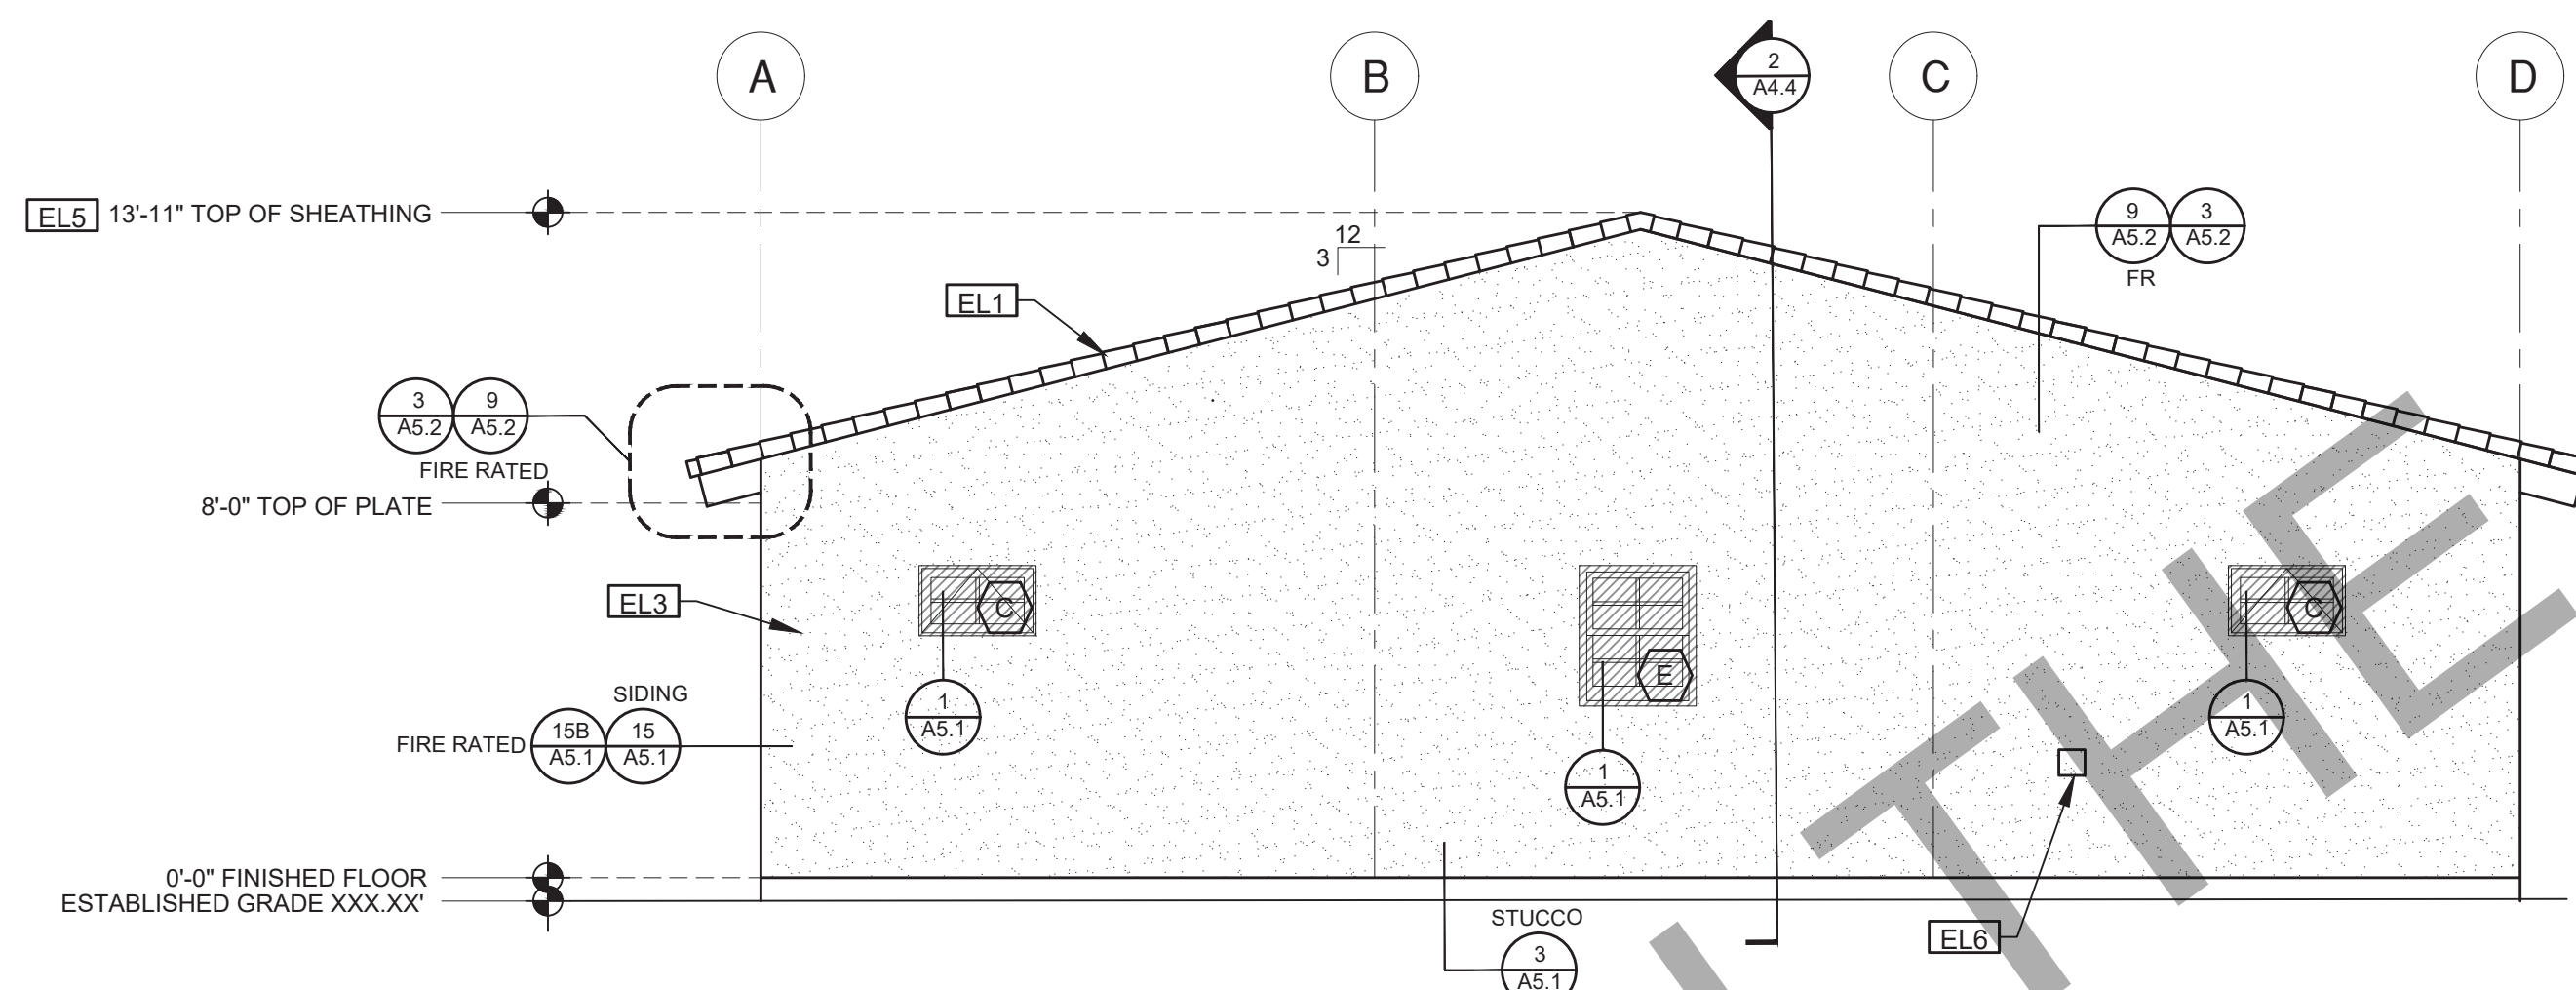 A
B
2
A4.4
C
D
EL5 13'-11" TOP OF SHEATHING
12
3
9
A5.2
3
A5.2
FR
EL1
3
A5.2
9
A5.2
FIRE RATED
8'-0" TOP OF PLATE
EL3
C
E
C
SIDING
FIRE RATED
15B
A5.1
15
A5.1
1
A5.1
1
A5.1
1
A5.1
0'-0" FINISHED FLOOR
ESTABLISHED GRADE XXX.XX'
STUCCO
3
A5.1
EL6
THE